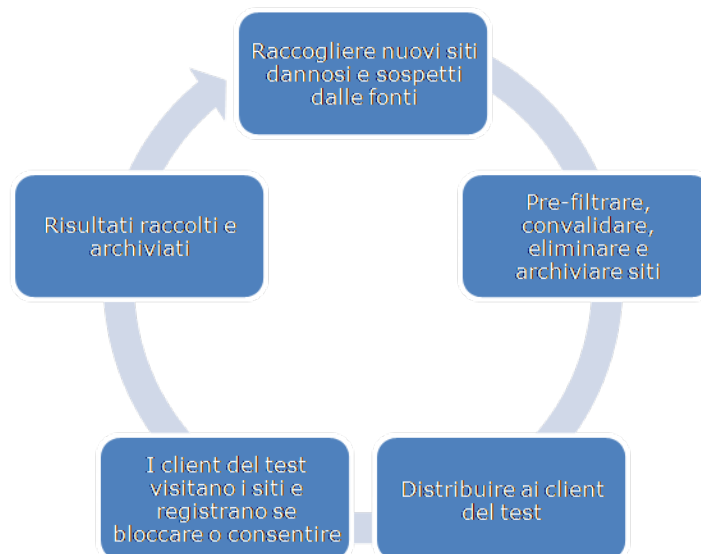 Raccogliere nuovi siti
dannosi e sospetti
dalle fonti
Pre-filtrare,
convalidare,
eliminare e
archiviare siti
Distribuire ai client
del test
I client del test
visitano i siti e
registrano se
bloccare o consentire
Risultati raccolti e
archiviati